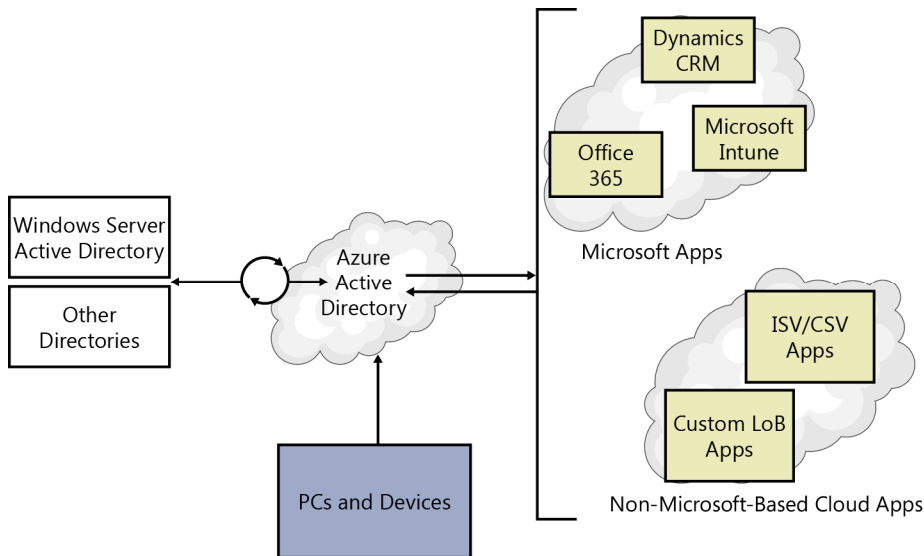 Dynamics
CRM
Microsoft
Intune
Office
365
Microsoft Apps
Windows Server
Active Directory
Other
Directories
Azure
Active
Directory
PCs and Devices
ISV/CSV
Apps
Custom LoB
Apps
Non-Microsoft-Based Cloud Apps